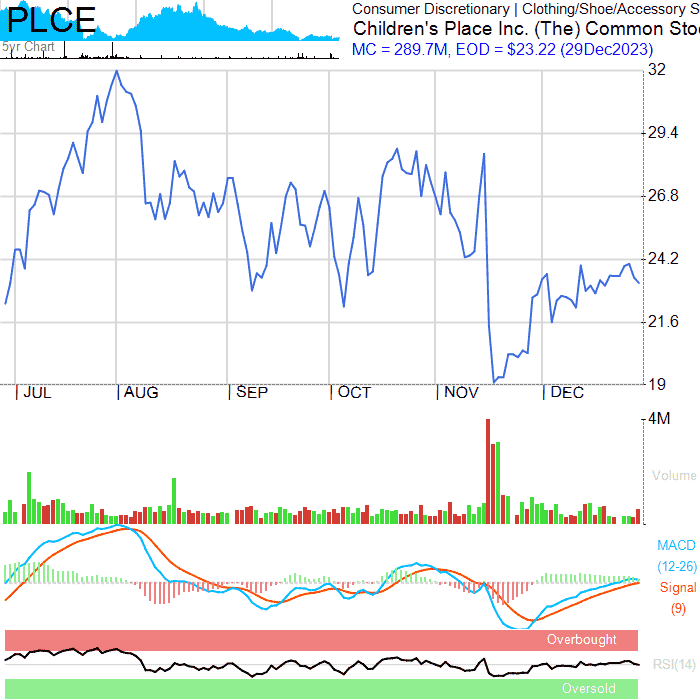 PLCE
5yr Chart
Consumer Discretionary | Clothing/Shoe/Accessory S
Children's Place Inc. (The) Common Sto
MC = 289.7M, EOD = $23.22 (29Dec2023)
32
29.4
26.8
24.2
21.6
19
| JUL | AUG | SEP | OCT | NOV | DEC
4M
Volume
MACD
(12-26)
Signal
(9)
Overbought
RSI(14)
Oversold